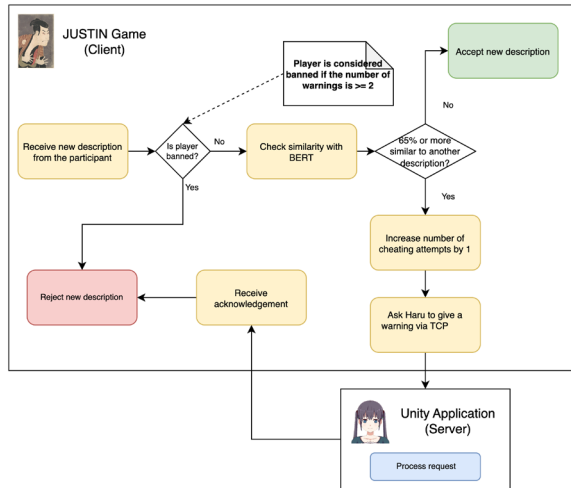 JUSTIN Game
(Client)
Player is considered
banned if the number of
warnings is >= 2
Accept new description
No
Receive new description
from the participant
Is player
banned?
No
Check similarity with
BERT
65% or more
similar to another
description?
Yes
Yes
Increase number of
cheating attempts by 1
Reject new description
Receive
acknowledgement
Ask Haru to give a
warning via TCP
Unity Application
(Server)
Process request